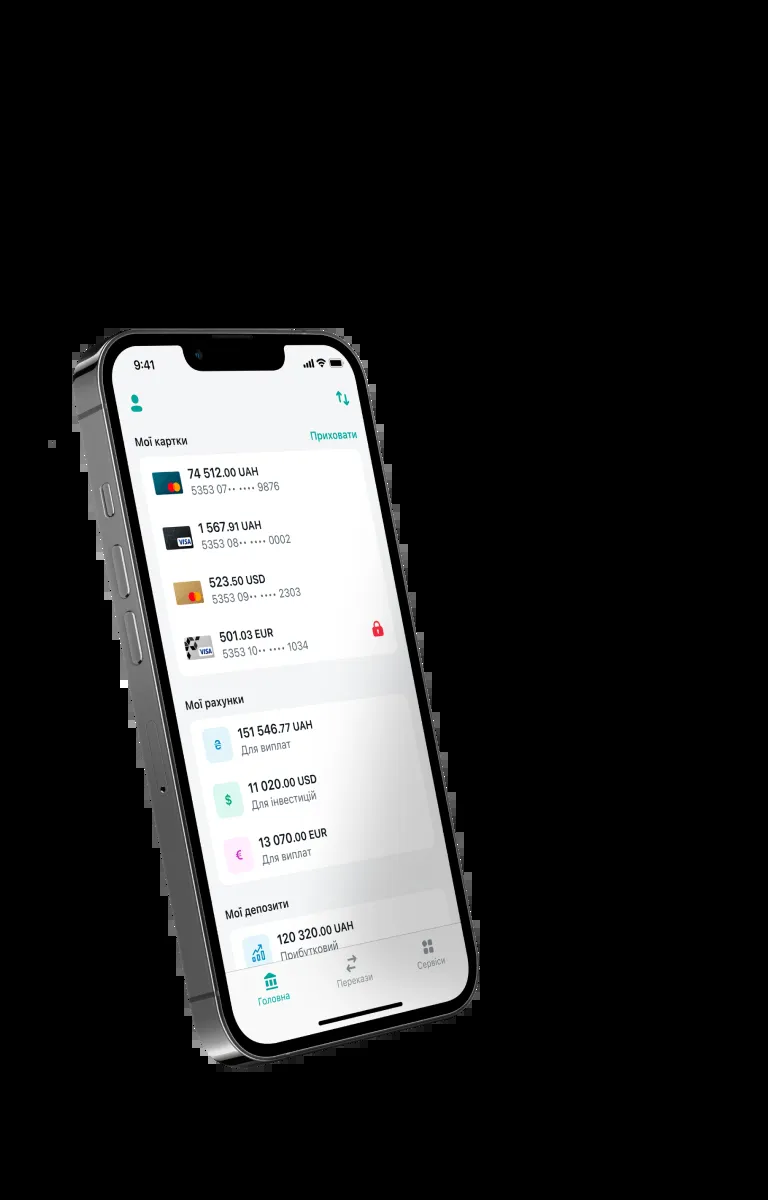 9:41
Мої картки
Приховати
74 512.00 UAH
5353 07•• •••• 9876
1 567.91 UAH
VISA
5353 08•• •••• 0002
523.50 USD
5353 09•• •••• 2303
501.03 EUR
VISA
5353 10•• •••• 1034
Мої рахунки
₴
151 546.77 UAH
Для виплат
$
11 020.00 USD
Для інвестицій
€
13 070.00 EUR
Для виплат
Мої депозити
120 320.00 UAH
Прибутковий
Головна
Перекази
Сервіси